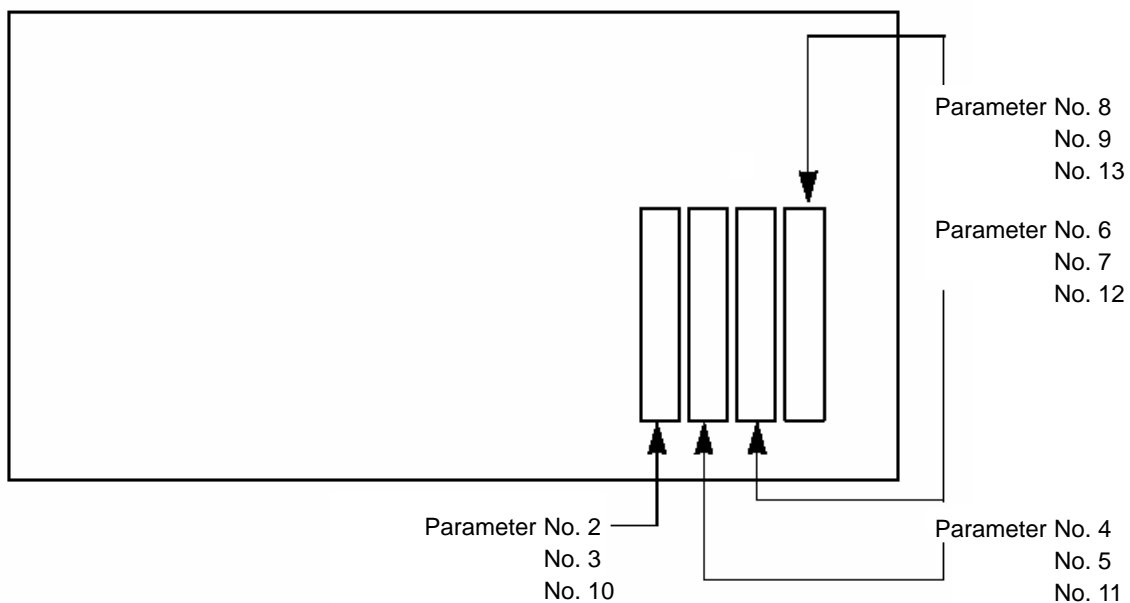 Parameter No. 8
No. 9
No. 13
Parameter No. 6
No. 7
No. 12
Parameter No. 2
No. 3
No. 10
Parameter No. 4
No. 5
No. 11